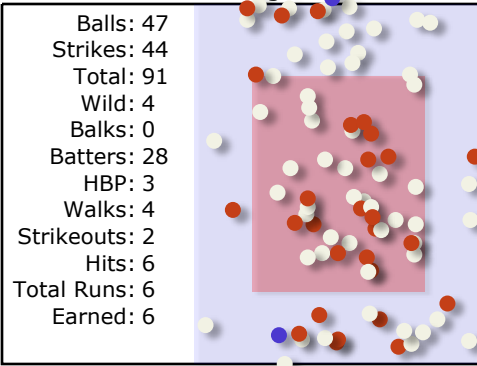 Balls: 47
Strikes: 44
Total: 91
Wild: 4
Balks: 0
Batters: 28
HBP: 3
Walks: 4
Strikeouts: 2
Hits: 6
Total Runs: 6
Earned: 6